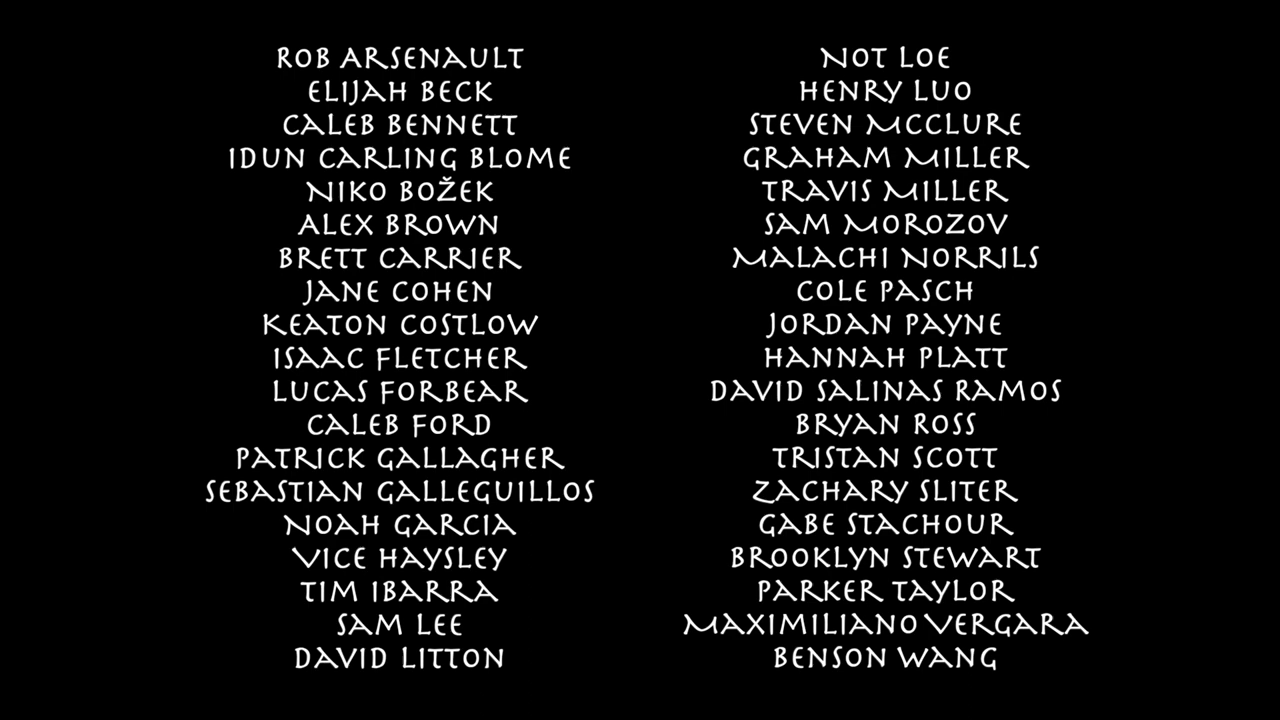 Rob Arsenault
Elijah Beck
Caleb Bennett
Idun Carling Blome
Niko Božek
Alex Brown
Brett Carrier
Jane Cohen
Keaton Costlow
Isaac Fletcher
Lucas Forbear
Caleb Ford
Patrick Gallagher
Sebastian Galleguillos
Noah Garcia
Vice Haysley
Tim Ibarra
Sam Lee
David Litton
Not Loe
Henry Luo
Steven McClure
Graham Miller
Travis Miller
Sam Morozov
Malachi Norrils
Cole Pasch
Jordan Payne
Hannah Platt
David Salinas Ramos
Bryan Ross
Tristan Scott
Zachary Sliter
Gabe Stachour
Brooklyn Stewart
Parker Taylor
Maximiliano Vergara
Benson Wang